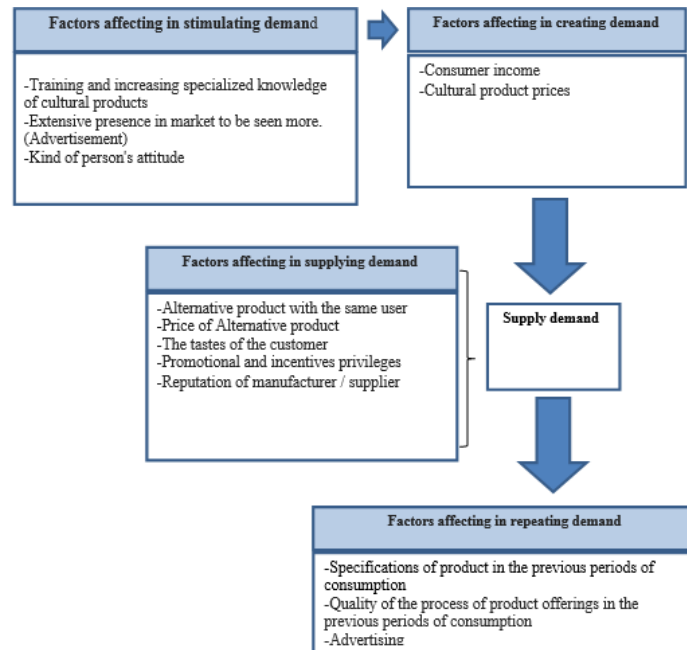 Factors affecting in stimulating demand
-Training and increasing specialized knowledge
of cultural products
-Extensive presence in market to be seen more.
(Advertisement)
-Kind of person's attitude
Factors affecting in creating demand
-Consumer income
-Cultural product prices
Factors affecting in supplying demand
-Alternative product with the same user
-Price of Alternative product
-The tastes of the customer
-Promotional and incentives privileges
-Reputation of manufacturer / supplier
Supply demand
Factors affecting in repeating demand
-Specifications of product in the previous periods of
consumption
-Quality of the process of product offerings in the
previous periods of consumption
-Advertising